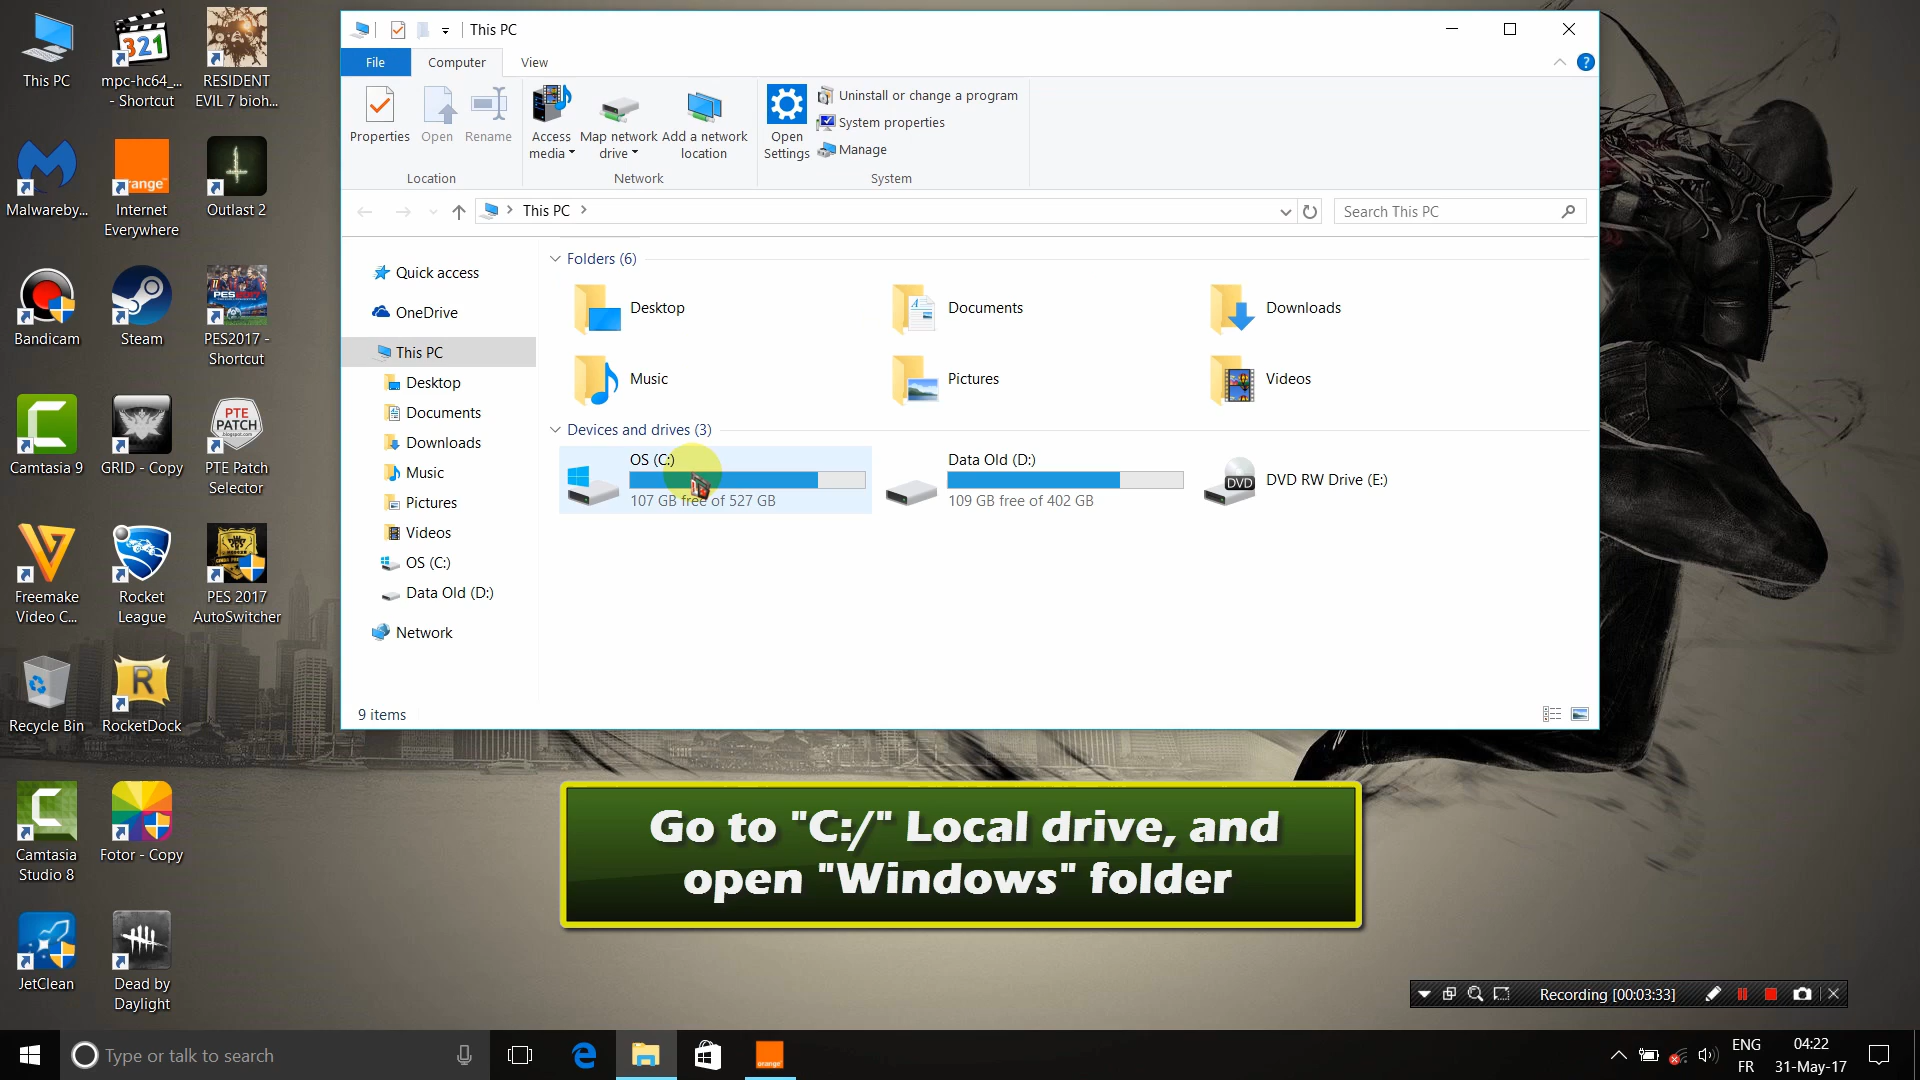 This PC
mpc-hc64_...
- Shortcut
RESIDENT
EVIL 7 bioh...
Malwareby...
orange
Internet
Everywhere
Outlast 2
Bandicam
Steam
PES2017 -
Shortcut
Camtasia 9
GRID - Copy
PTE Patch
Selector
Freemake
Video C...
Rocket
League
PES 2017
AutoSwitcher
Recycle Bin
RocketDock
Camtasia
Studio 8
Fotor - Copy
JetClean
Dead by
Daylight
This PC
File
Computer
View
Properties
Open
Rename
Access
media
Map network
drive
Add a network
location
Open
Settings
Uninstall or change a program
System properties
Manage
Location
Network
System
This PC
Search This PC
Quick access
OneDrive
This PC
Desktop
Documents
Downloads
Music
Pictures
Videos
OS (C:)
Data Old (D:)
Network
Folders (6)
Desktop
Documents
Downloads
Music
Pictures
Videos
Devices and drives (3)
OS (C:)
107 GB free of 527 GB
Data Old (D:)
109 GB free of 402 GB
DVD
DVD RW Drive (E:)
9 items
Go to "C:/" Local drive, and
open "Windows" folder
Recording [00:03:33]
Type or talk to search
ENG
FR
04:22
31-May-17